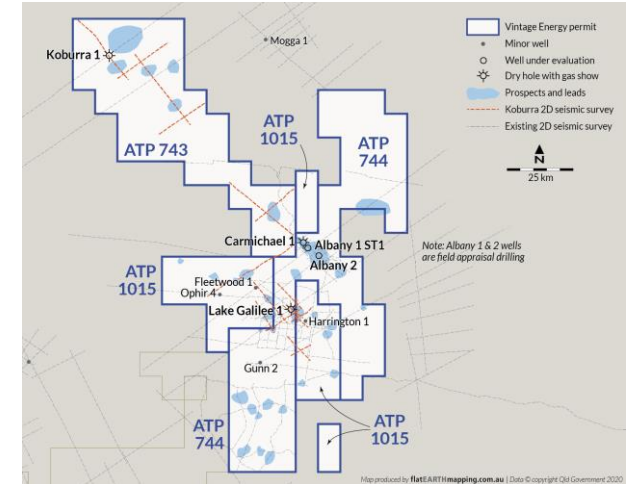 Koburra 1
Mogga 1
ATP 743
ATP
1015
ATP
744
Vintage Energy permit
Minor well
Well under evaluation
Dry hole with gas show
Prospects and leads
Koburra 2D seismic survey
Existing 2D seismic survey
N
25 km
Carmichael 1
Albany 1 ST1
Albany 2
Note: Albany 1 & 2 wells
are field appraisal drilling
ATP
1015
Fleetwood 1
Ophir 4
Lake Galilee 1
Harrington 1
Gunn 2
ATP
744
ATP
1015
Map produced by flatEARTHmapping.com.au | Data © copyright Qld Government 2020